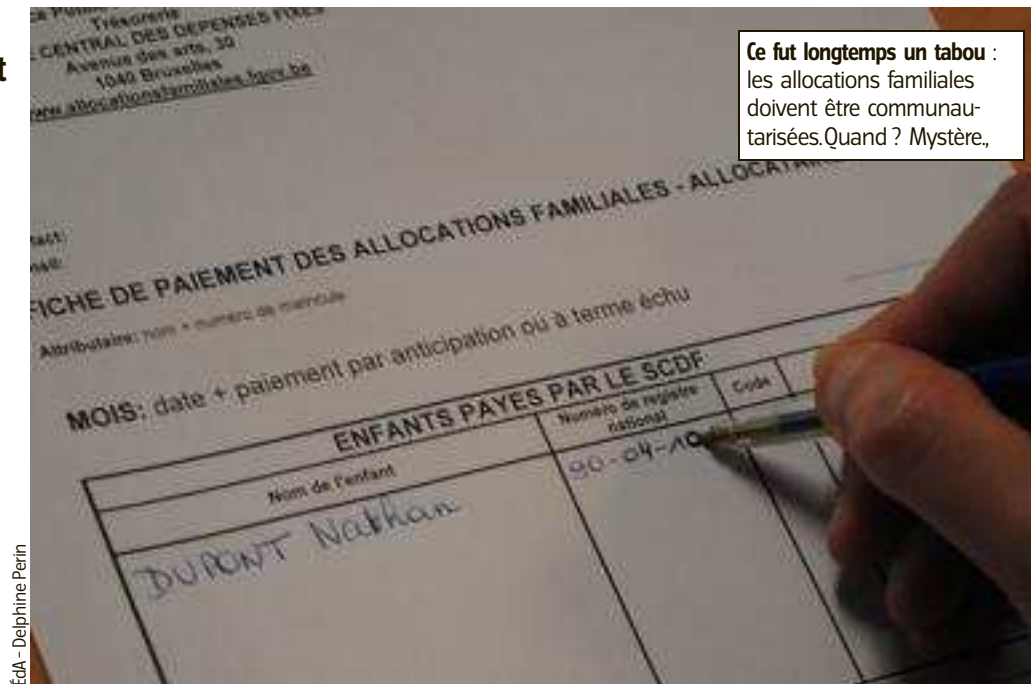 Trésorerie
CENTRAL DES DEPENSES FIXES
Avenue des arts, 30
1040 Bruxelles
www.allocationsfamiliales.fgov.be
Ce fut longtemps un tabou :
les allocations familiales
doivent être communau-
tarisées.Quand ? Mystère.,
FICHE DE PAIEMENT DES ALLOCATIONS FAMILIALES - ALLOCATAIRE
Attributaire: nom + numéro de matricule
MOIS: date + paiement par anticipation ou à terme échu
ENFANTS PAYES PAR LE SCDF
Nom de l'enfant
Numéro de registre
national
Code
DUPONT Nathan
90-04-10
ÉdA – Delphine Perin